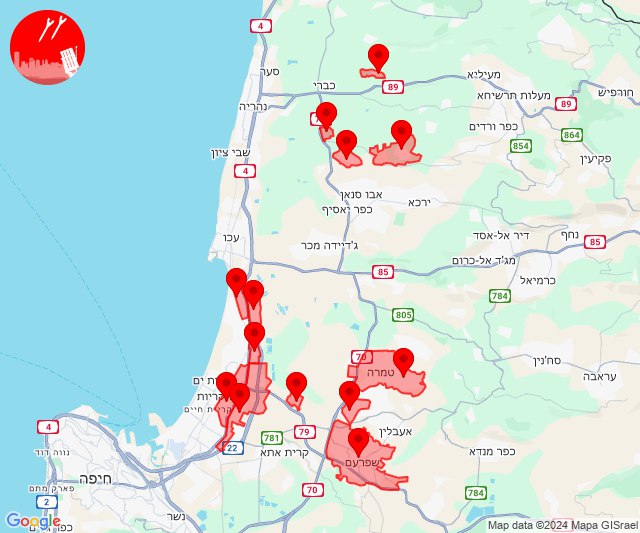 4
סער
כברי
מעיליא
חורפיש
89
מעלות תרשיחא
89
נהריה
70
כפר ורדים
864
854
שבי ציון
פקיעין
4
אבו סנאן
ירכא
כפר יאסיף
עכו
דיר אל-אסד
נחף
ג'דיידה מכר
85
מג'ד אל-כרום
85
כרמיאל
784
805
70
סח'נין
טמרה
עראבה
קריות
קרית חיים
4
79
אעבלין
781
22
נווה דוד
קרית אתא
כפר מנדא
חיפה
שפרעם
פארק מתם
70
784
2
נשר
Google
Map data ©2024 Mapa GISrael